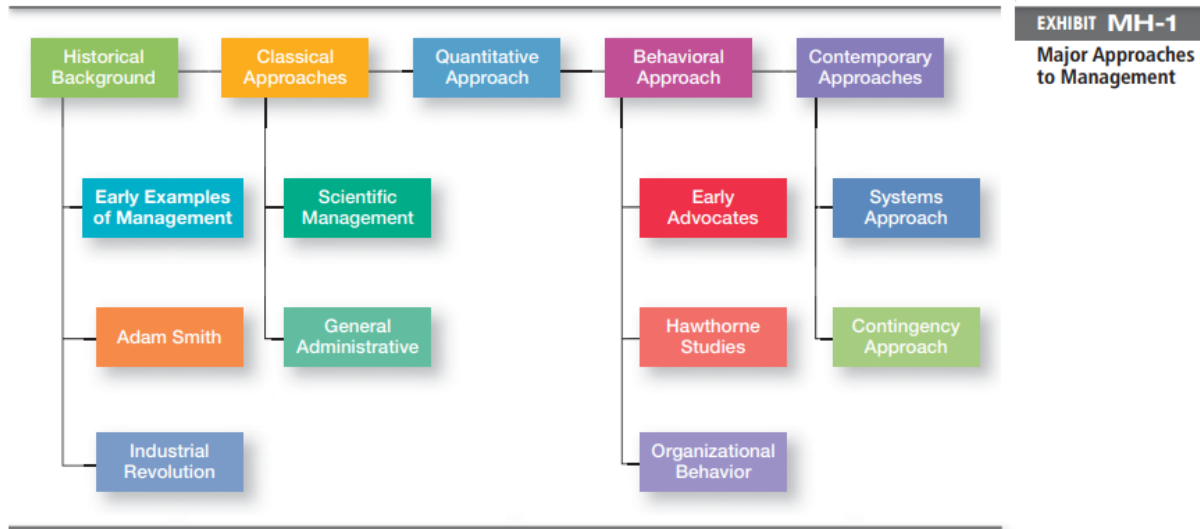 EXHIBIT MH-1
Major Approaches
to Management
Historical
Background
Classical
Approaches
Quantitative
Approach
Behavioral
Approach
Contemporary
Approaches
Early Examples
of Management
Scientific
Management
Early
Advocates
Systems
Approach
Adam Smith
General
Administrative
Hawthorne
Studies
Contingency
Approach
Industrial
Revolution
Organizational
Behavior